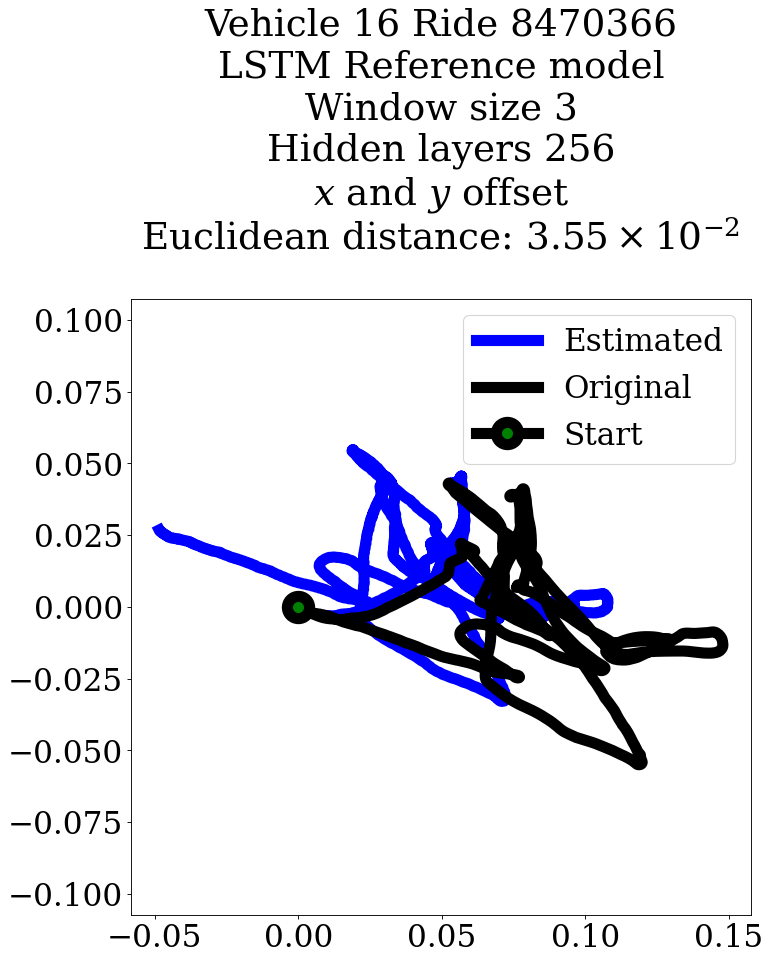 Vehicle 16 Ride 8470366
LSTM Reference model
Window size 3
Hidden layers 256
x and y offset
Euclidean distance: 3.55 × 10⁻²
Estimated
Original
Start
0.100
0.075
0.050
0.025
0.000
−0.025
−0.050
−0.075
−0.100
−0.05 0.00 0.05 0.10 0.15